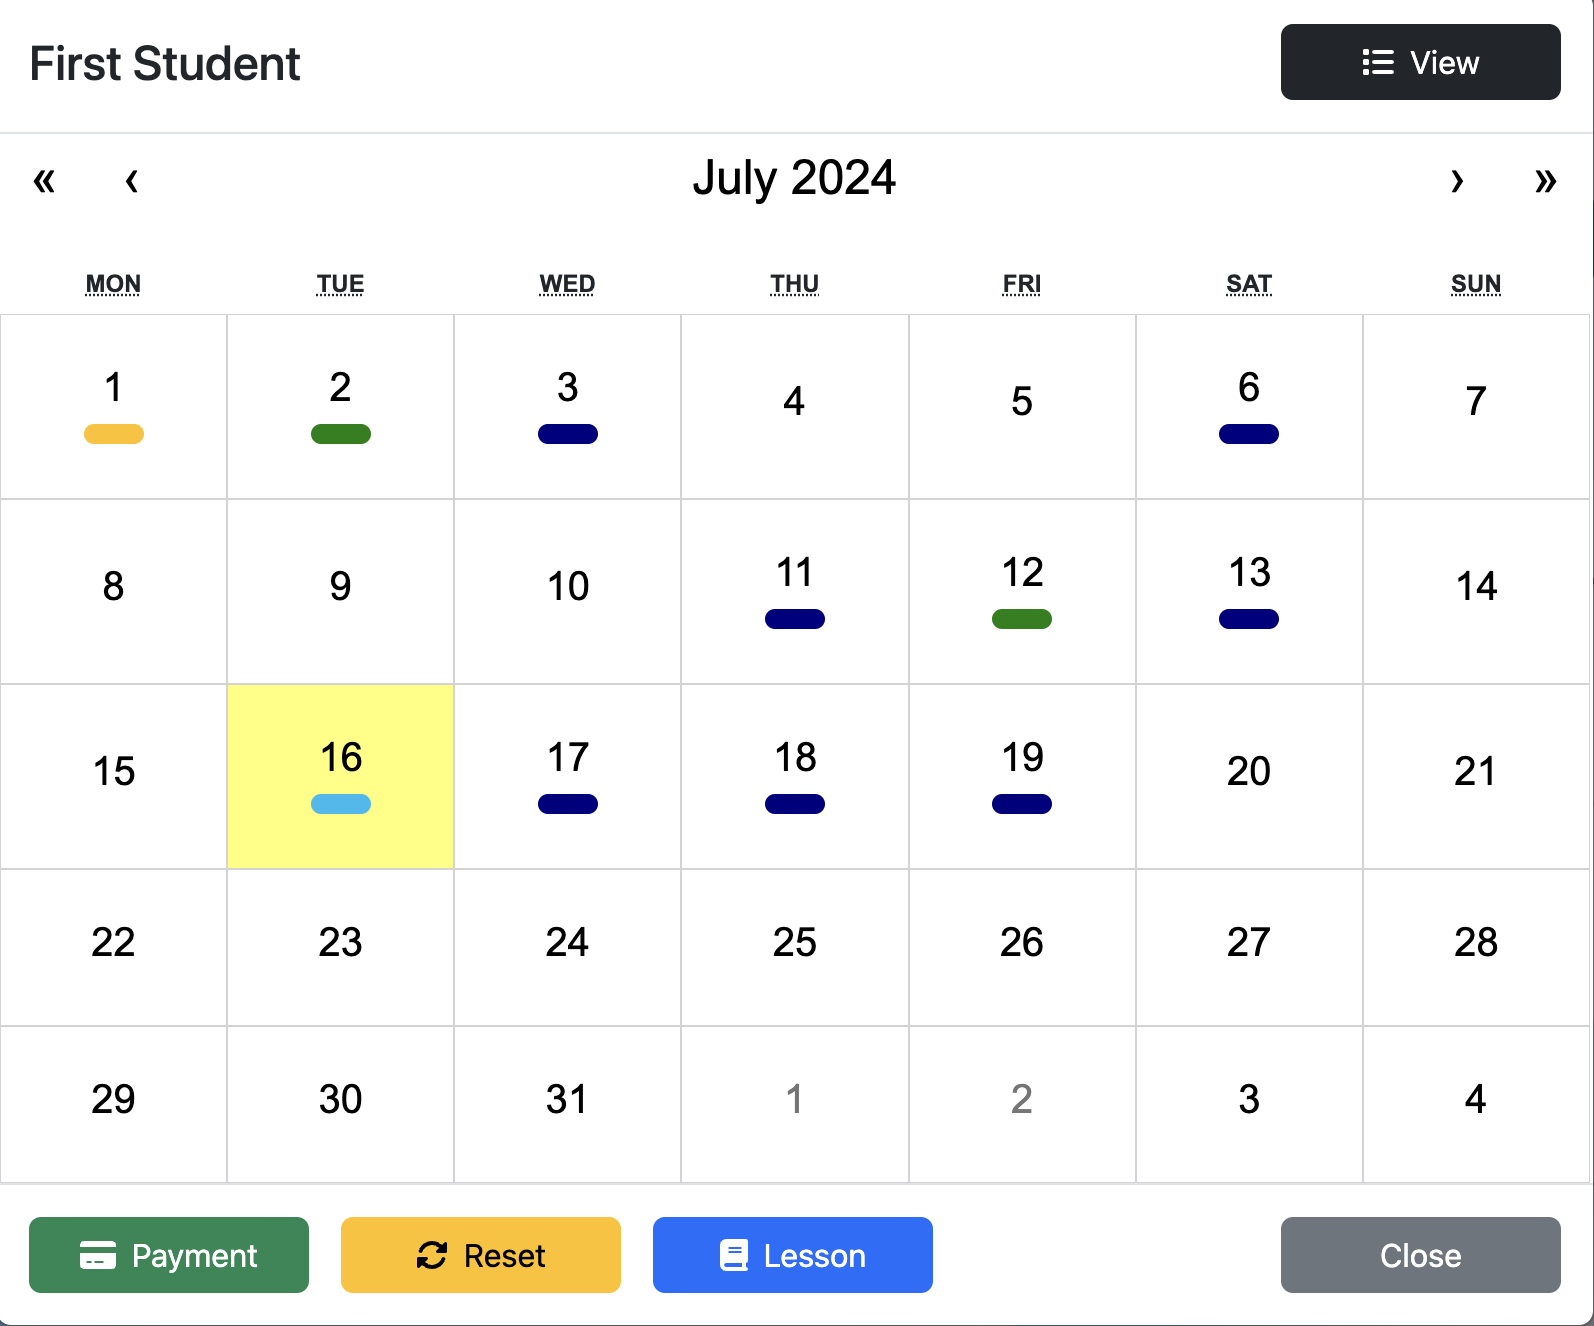 First Student
View
« ‹ July 2024 › »
MON TUE WED THU FRI SAT SUN
1 2 3 4 5 6 7
8 9 10 11 12 13 14
15 16 17 18 19 20 21
22 23 24 25 26 27 28
29 30 31 1 2 3 4
Payment Reset Lesson Close